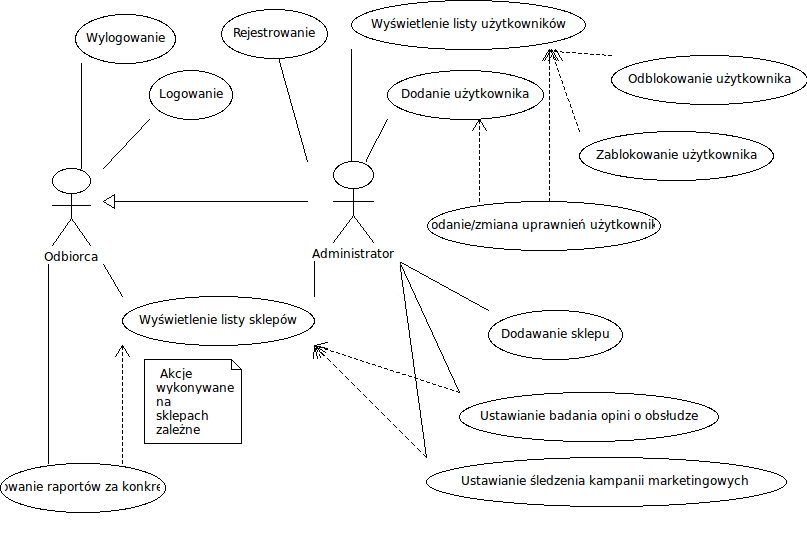 Wyświetlenie listy użytkowników
Rejestrowanie
Wylogowanie
Odblokowanie użytkownika
Logowanie
Dodanie użytkownika
Zablokowanie użytkownika
odanie/zmiana uprawnień użytkownik
Odbiorca
Administrator
Wyświetlenie listy sklepów
Dodawanie sklepu
Akcje
wykonywane
na
sklepach
zależne
Ustawianie badania opini o obsłudze
Ustawianie śledzenia kampanii marketingowych
owanie raportów za konkre